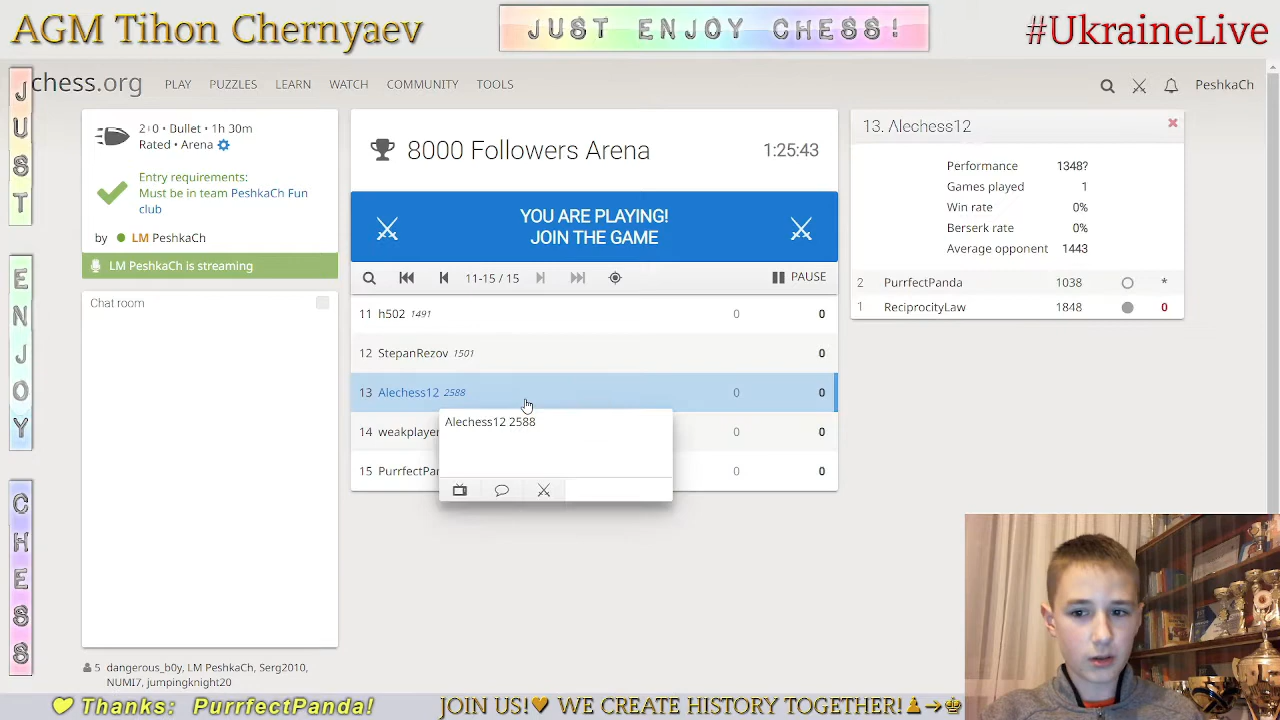 AGM Tihon Chernyaev
JUST ENJOY CHESS!
#UkraineLive
JUST
ENJOY
CHESS
chess.org
PLAY PUZZLES LEARN WATCH COMMUNITY TOOLS
PeshkaCh
2+0 • Bullet • 1h 30m
Rated • Arena
Entry requirements:
Must be in team PeshkaCh Fun
club
by LM PeshkaCh
LM PeshkaCh is streaming
Chat room
5 dangerous_b0y, LM PeshkaCh, Serg2010,
NUMI7, jumpingknight20
8000 Followers Arena 1:25:43
YOU ARE PLAYING!
JOIN THE GAME
11-15 / 15 PAUSE
11 h502 1491 0 0
12 StepanRezov 1501 0
13 Alechess12 2588 0 0
Alechess12 2588
14 weakplayer 0 0
15 PurrfectPan 0 0
13. Alechess12
Performance 1348?
Games played 1
Win rate 0%
Berserk rate 0%
Average opponent 1443
2 PurrfectPanda 1038 *
1 ReciprocityLaw 1848 0
Thanks: PurrfectPanda!
JOIN US! WE CREATE HISTORY TOGETHER!